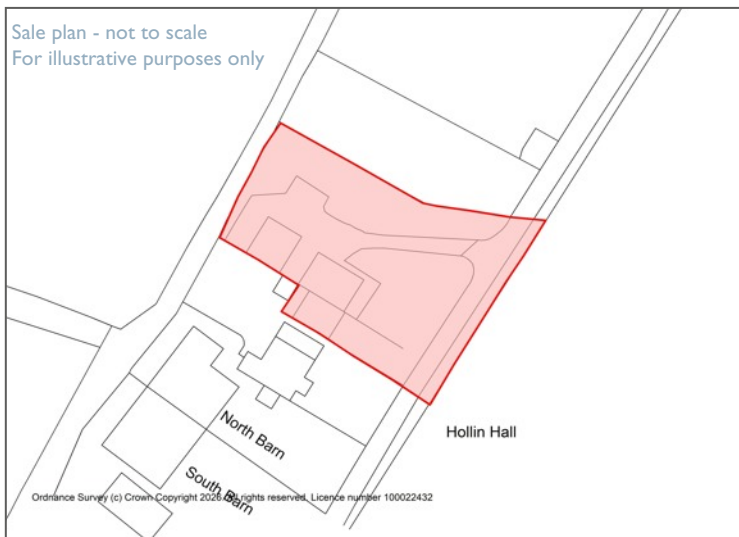 Sale plan - not to scale
For illustrative purposes only
Hollin Hall
North Barn
South Barn
Ordnance Survey (c) Crown Copyright 2026. All rights reserved. Licence number 100022432